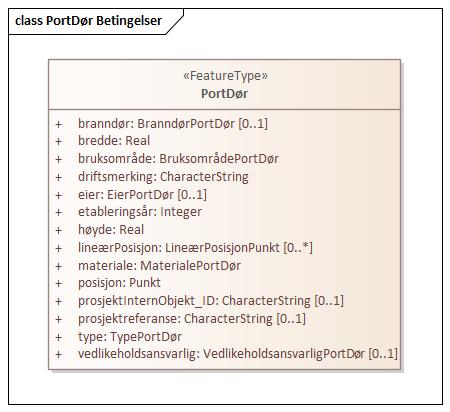 class PortDør Betingelser
«FeatureType»
PortDør
+ branndør: BranndørPortDør [0..1]
+ bredde: Real
+ bruksområde: BruksområdePortDør
+ driftsmerking: CharacterString
+ eier: EierPortDør [0..1]
+ etableringsår: Integer
+ høyde: Real
+ lineærPosisjon: LineærPosisjonPunkt [0..*]
+ materiale: MaterialePortDør
+ posisjon: Punkt
+ prosjektInternObjekt_ID: CharacterString [0..1]
+ prosjektreferanse: CharacterString [0..1]
+ type: TypePortDør
+ vedlikeholdsansvarlig: VedlikeholdsansvarligPortDør [0..1]